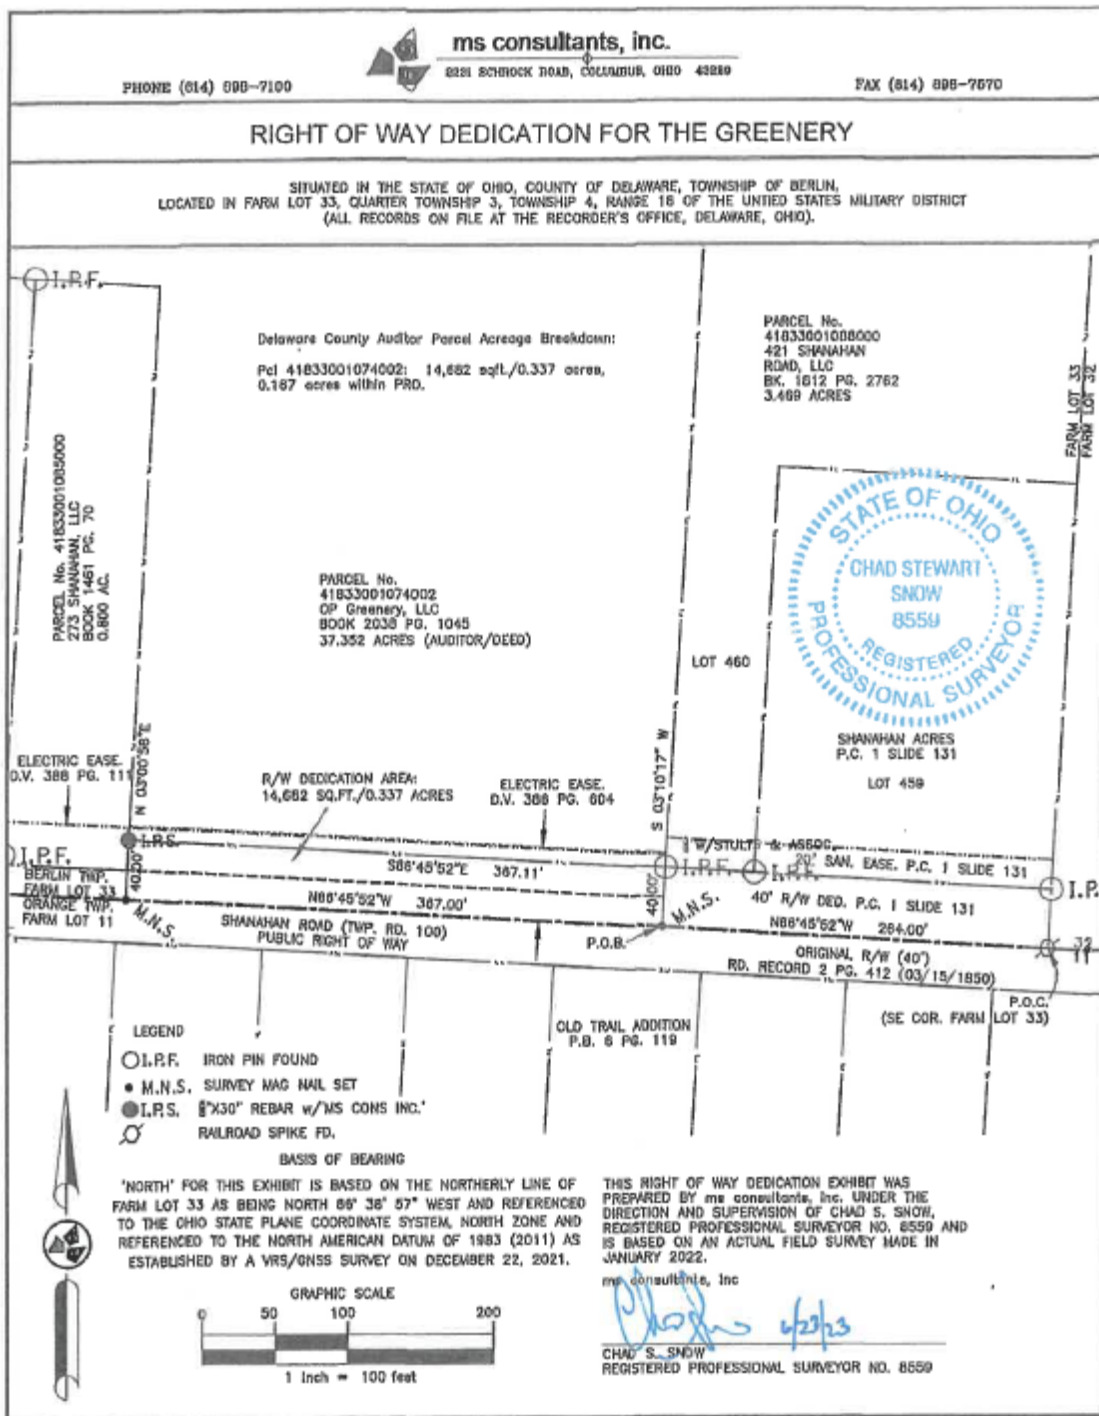 ms consultants, inc.
2221 SCHROCK ROAD, COLUMBUS, OHIO 43229
PHONE (614) 898-7100
FAX (614) 898-7570
RIGHT OF WAY DEDICATION FOR THE GREENERY
SITUATED IN THE STATE OF OHIO, COUNTY OF DELAWARE, TOWNSHIP OF BERLIN,
LOCATED IN FARM LOT 33, QUARTER TOWNSHIP 3, TOWNSHIP 4, RANGE 18 OF THE UNTIED STATES MILITARY DISTRICT
(ALL RECORDS ON FILE AT THE RECORDER'S OFFICE, DELAWARE, OHIO).
I.P.F.
Delaware County Auditor Parcel Acreage Breakdown:
Pcl 41833001074002: 14,682 sqft./0.337 acres,
0.187 acres within PRO.
PARCEL No.
41833001088000
421 SHANAHAN
ROAD, LLC
BK. 1612 PG. 2762
3.469 ACRES
FARM LOT 33
FARM LOT 32
PARCEL No. 41833001085000
273 SHANAHAN, LLC
BOOK 1461 PG. 70
0.800 AC.
STATE OF OHIO
CHAD STEWART
SNOW
8559
REGISTERED
PROFESSIONAL SURVEYOR
PARCEL No.
41833001074002
OP Greenery, LLC
BOOK 2038 PG. 1045
37.352 ACRES (AUDITOR/DEED)
LOT 460
SHANAHAN ACRES
P.C. 1 SLIDE 131
LOT 459
ELECTRIC EASE.
D.V. 388 PG. 111
N 03°00'58"E
R/W DEDICATION AREA:
14,682 SQ.FT./0.337 ACRES
ELECTRIC EASE.
D.V. 388 PG. 604
S 03°10'17" W
I.P.S.
W/STULTS & ASSOC.
I.P.F.
S86°45'52"E 367.11'
I.P.F.
I.P.F.
20' SAN. EASE. P.C. 1 SLIDE 131
I.P.
BERLIN TWP.
FARM LOT 33
ORANGE TWP.
FARM LOT 11
40.20'
N86°45'52"W 367.00'
40.00'
40' R/W DED. P.C. 1 SLIDE 131
M.N.S.
SHANAHAN ROAD (TWP. RD. 100)
PUBLIC RIGHT OF WAY
M.N.S.
N86°45'52"W 264.00'
P.O.B.
ORIGINAL R/W (40')
RD. RECORD 2 PG. 412 (03/15/1850)
32
11
P.O.C.
(SE COR. FARM LOT 33)
OLD TRAIL ADDITION
P.B. 6 PG. 119
LEGEND
I.P.F. IRON PIN FOUND
M.N.S. SURVEY MAG NAIL SET
I.P.S. "X30" REBAR w/"MS CONS INC."
RAILROAD SPIKE FD.
BASIS OF BEARING
'NORTH' FOR THIS EXHIBIT IS BASED ON THE NORTHERLY LINE OF
FARM LOT 33 AS BEING NORTH 86° 38' 57" WEST AND REFERENCED
TO THE OHIO STATE PLANE COORDINATE SYSTEM, NORTH ZONE AND
REFERENCED TO THE NORTH AMERICAN DATUM OF 1983 (2011) AS
ESTABLISHED BY A VRS/GNSS SURVEY ON DECEMBER 22, 2021.
THIS RIGHT OF WAY DEDICATION EXHIBIT WAS
PREPARED BY ms consultants, inc. UNDER THE
DIRECTION AND SUPERVISION OF CHAD S. SNOW,
REGISTERED PROFESSIONAL SURVEYOR NO. 8559 AND
IS BASED ON AN ACTUAL FIELD SURVEY MADE IN
JANUARY 2022.
ms consultants, inc
6/23/23
CHAD S. SNOW
REGISTERED PROFESSIONAL SURVEYOR NO. 8559
GRAPHIC SCALE
0 50 100 200
1 inch = 100 feet